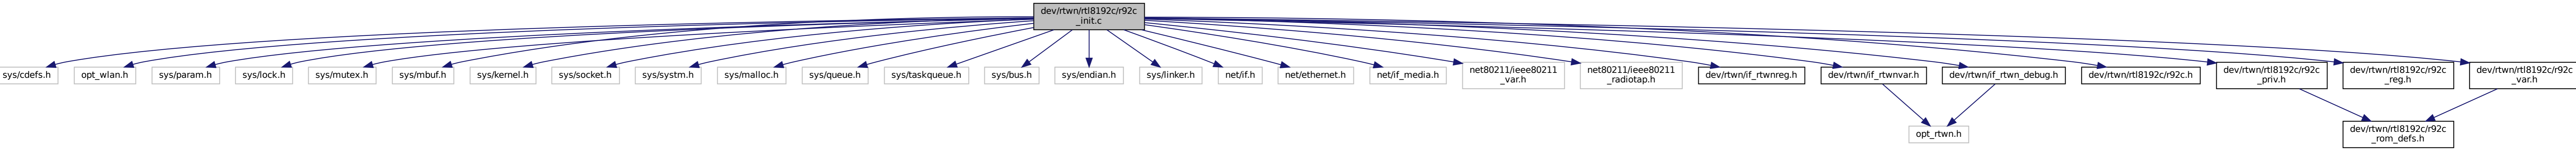 dev/rtwn/rtl8192c/r92c
_init.c
sys/cdefs.h
opt_wlan.h
sys/param.h
sys/lock.h
sys/mutex.h
sys/mbuf.h
sys/kernel.h
sys/socket.h
sys/systm.h
sys/malloc.h
sys/queue.h
sys/taskqueue.h
sys/bus.h
sys/endian.h
sys/linker.h
net/if.h
net/ethernet.h
net/if_media.h
net80211/ieee80211
_var.h
net80211/ieee80211
_radiotap.h
dev/rtwn/if_rtwnreg.h
dev/rtwn/if_rtwnvar.h
dev/rtwn/if_rtwn_debug.h
dev/rtwn/rtl8192c/r92c.h
dev/rtwn/rtl8192c/r92c
_priv.h
dev/rtwn/rtl8192c/r92c
_reg.h
dev/rtwn/rtl8192c/r92c
_var.h
opt_rtwn.h
dev/rtwn/rtl8192c/r92c
_rom_defs.h